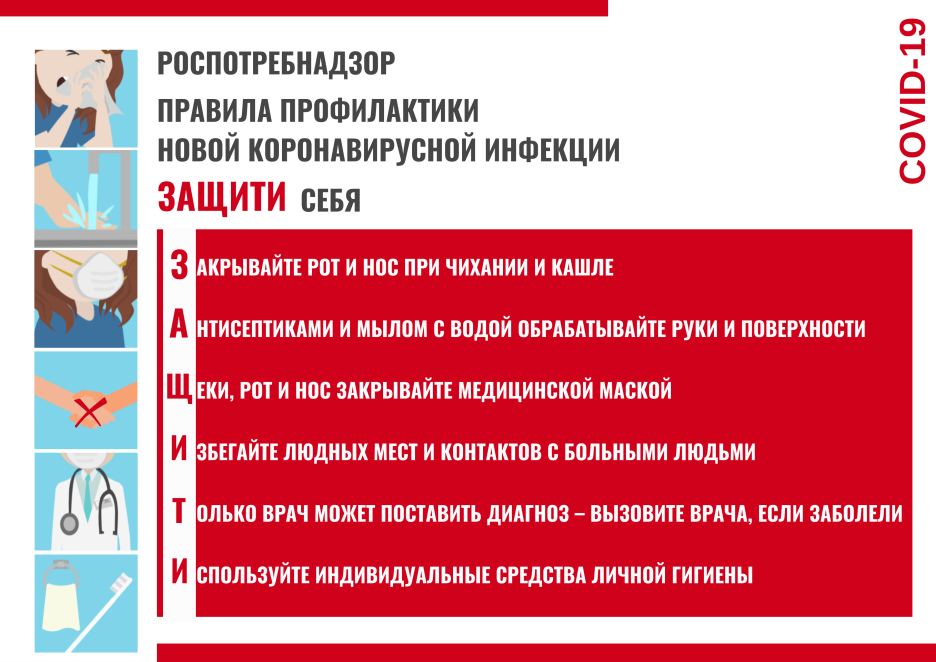 РОСПОТРЕБНАДЗОР
ПРАВИЛА ПРОФИЛАКТИКИ
НОВОЙ КОРОНАВИРУСНОЙ ИНФЕКЦИИ
ЗАЩИТИ СЕБЯ
ЗАКРЫВАЙТЕ РОТ И НОС ПРИ ЧИХАНИИ И КАШЛЕ
АНТИСЕПТИКАМИ И МЫЛОМ С ВОДОЙ ОБРАБАТЫВАЙТЕ РУКИ И ПОВЕРХНОСТИ
ЩЕКИ, РОТ И НОС ЗАКРЫВАЙТЕ МЕДИЦИНСКОЙ МАСКОЙ
ИЗБЕГАЙТЕ ЛЮДНЫХ МЕСТ И КОНТАКТОВ С БОЛЬНЫМИ ЛЮДЬМИ
ТОЛЬКО ВРАЧ МОЖЕТ ПОСТАВИТЬ ДИАГНОЗ – ВЫЗОВИТЕ ВРАЧА, ЕСЛИ ЗАБОЛЕЛИ
ИСПОЛЬЗУЙТЕ ИНДИВИДУАЛЬНЫЕ СРЕДСТВА ЛИЧНОЙ ГИГИЕНЫ
COVID-19